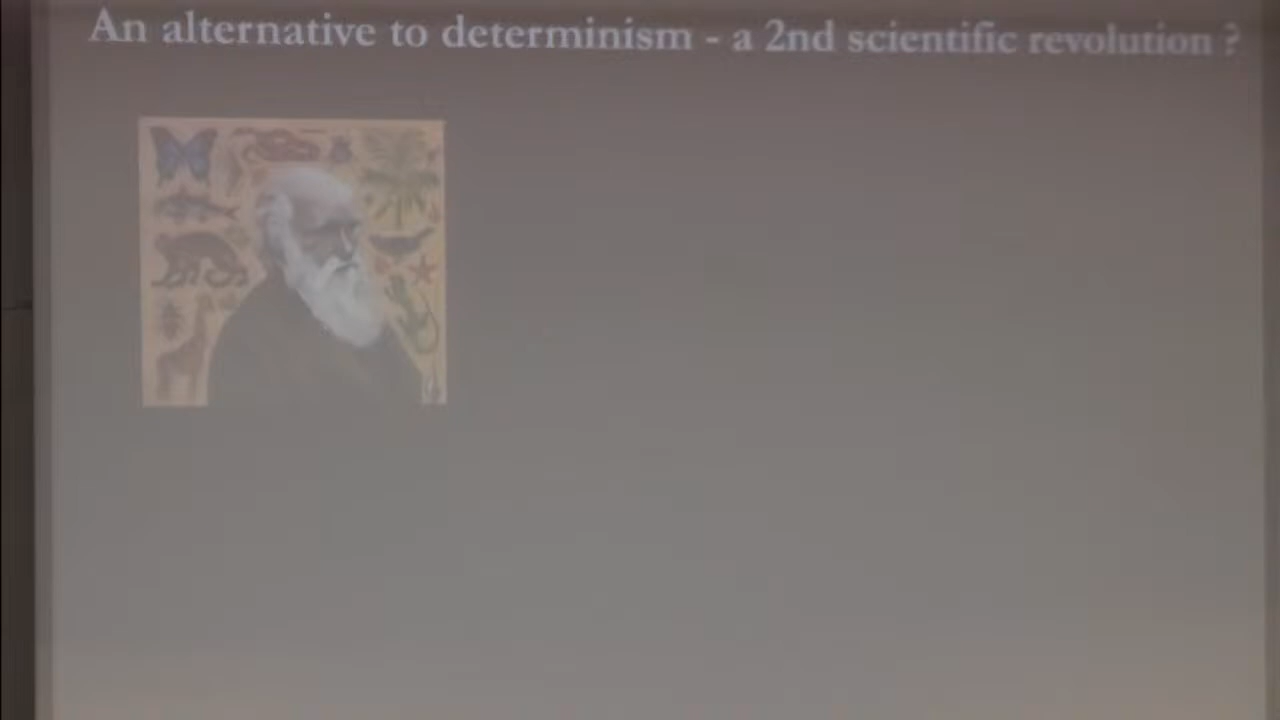 An alternative to determinism - a 2nd scientific revolution ?